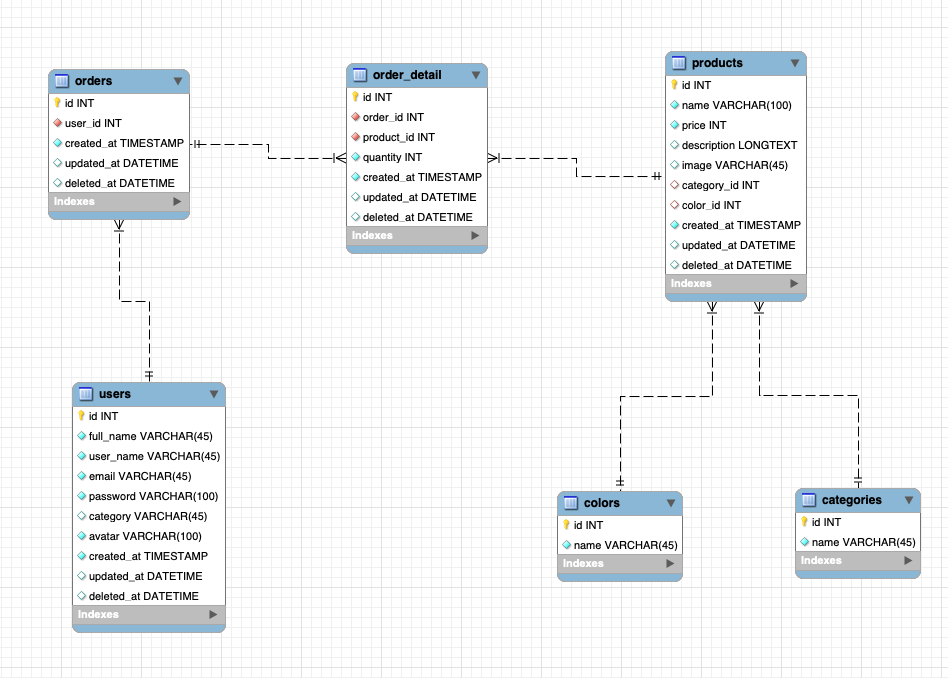 orders
id INT
user_id INT
created_at TIMESTAMP
updated_at DATETIME
deleted_at DATETIME
Indexes
order_detail
id INT
order_id INT
product_id INT
quantity INT
created_at TIMESTAMP
updated_at DATETIME
deleted_at DATETIME
Indexes
products
id INT
name VARCHAR(100)
price INT
description LONGTEXT
image VARCHAR(45)
category_id INT
color_id INT
created_at TIMESTAMP
updated_at DATETIME
deleted_at DATETIME
Indexes
users
id INT
full_name VARCHAR(45)
user_name VARCHAR(45)
email VARCHAR(45)
password VARCHAR(100)
category VARCHAR(45)
avatar VARCHAR(100)
created_at TIMESTAMP
updated_at DATETIME
deleted_at DATETIME
Indexes
colors
id INT
name VARCHAR(45)
Indexes
categories
id INT
name VARCHAR(45)
Indexes